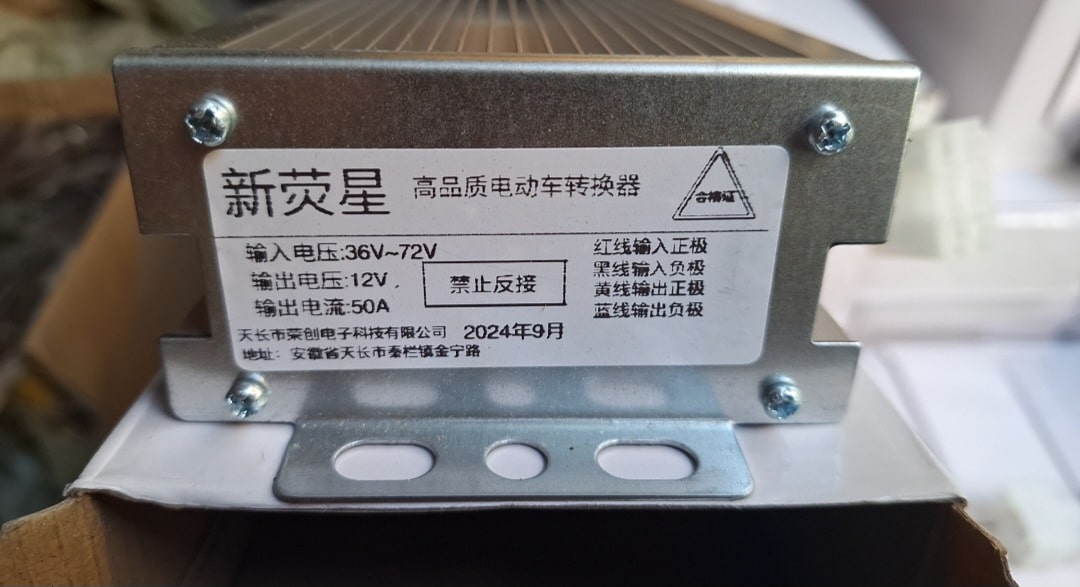 新荧星 高品质电动车转换器
合格证
输入电压:36V~72V
输出电压:12V
输出电流:50A
禁止反接
红线输入正极
黑线输入负极
黄线输出正极
蓝线输出负极
天长市荣创电子科技有限公司 2024年9月
地址: 安徽省天长市秦栏镇金宁路